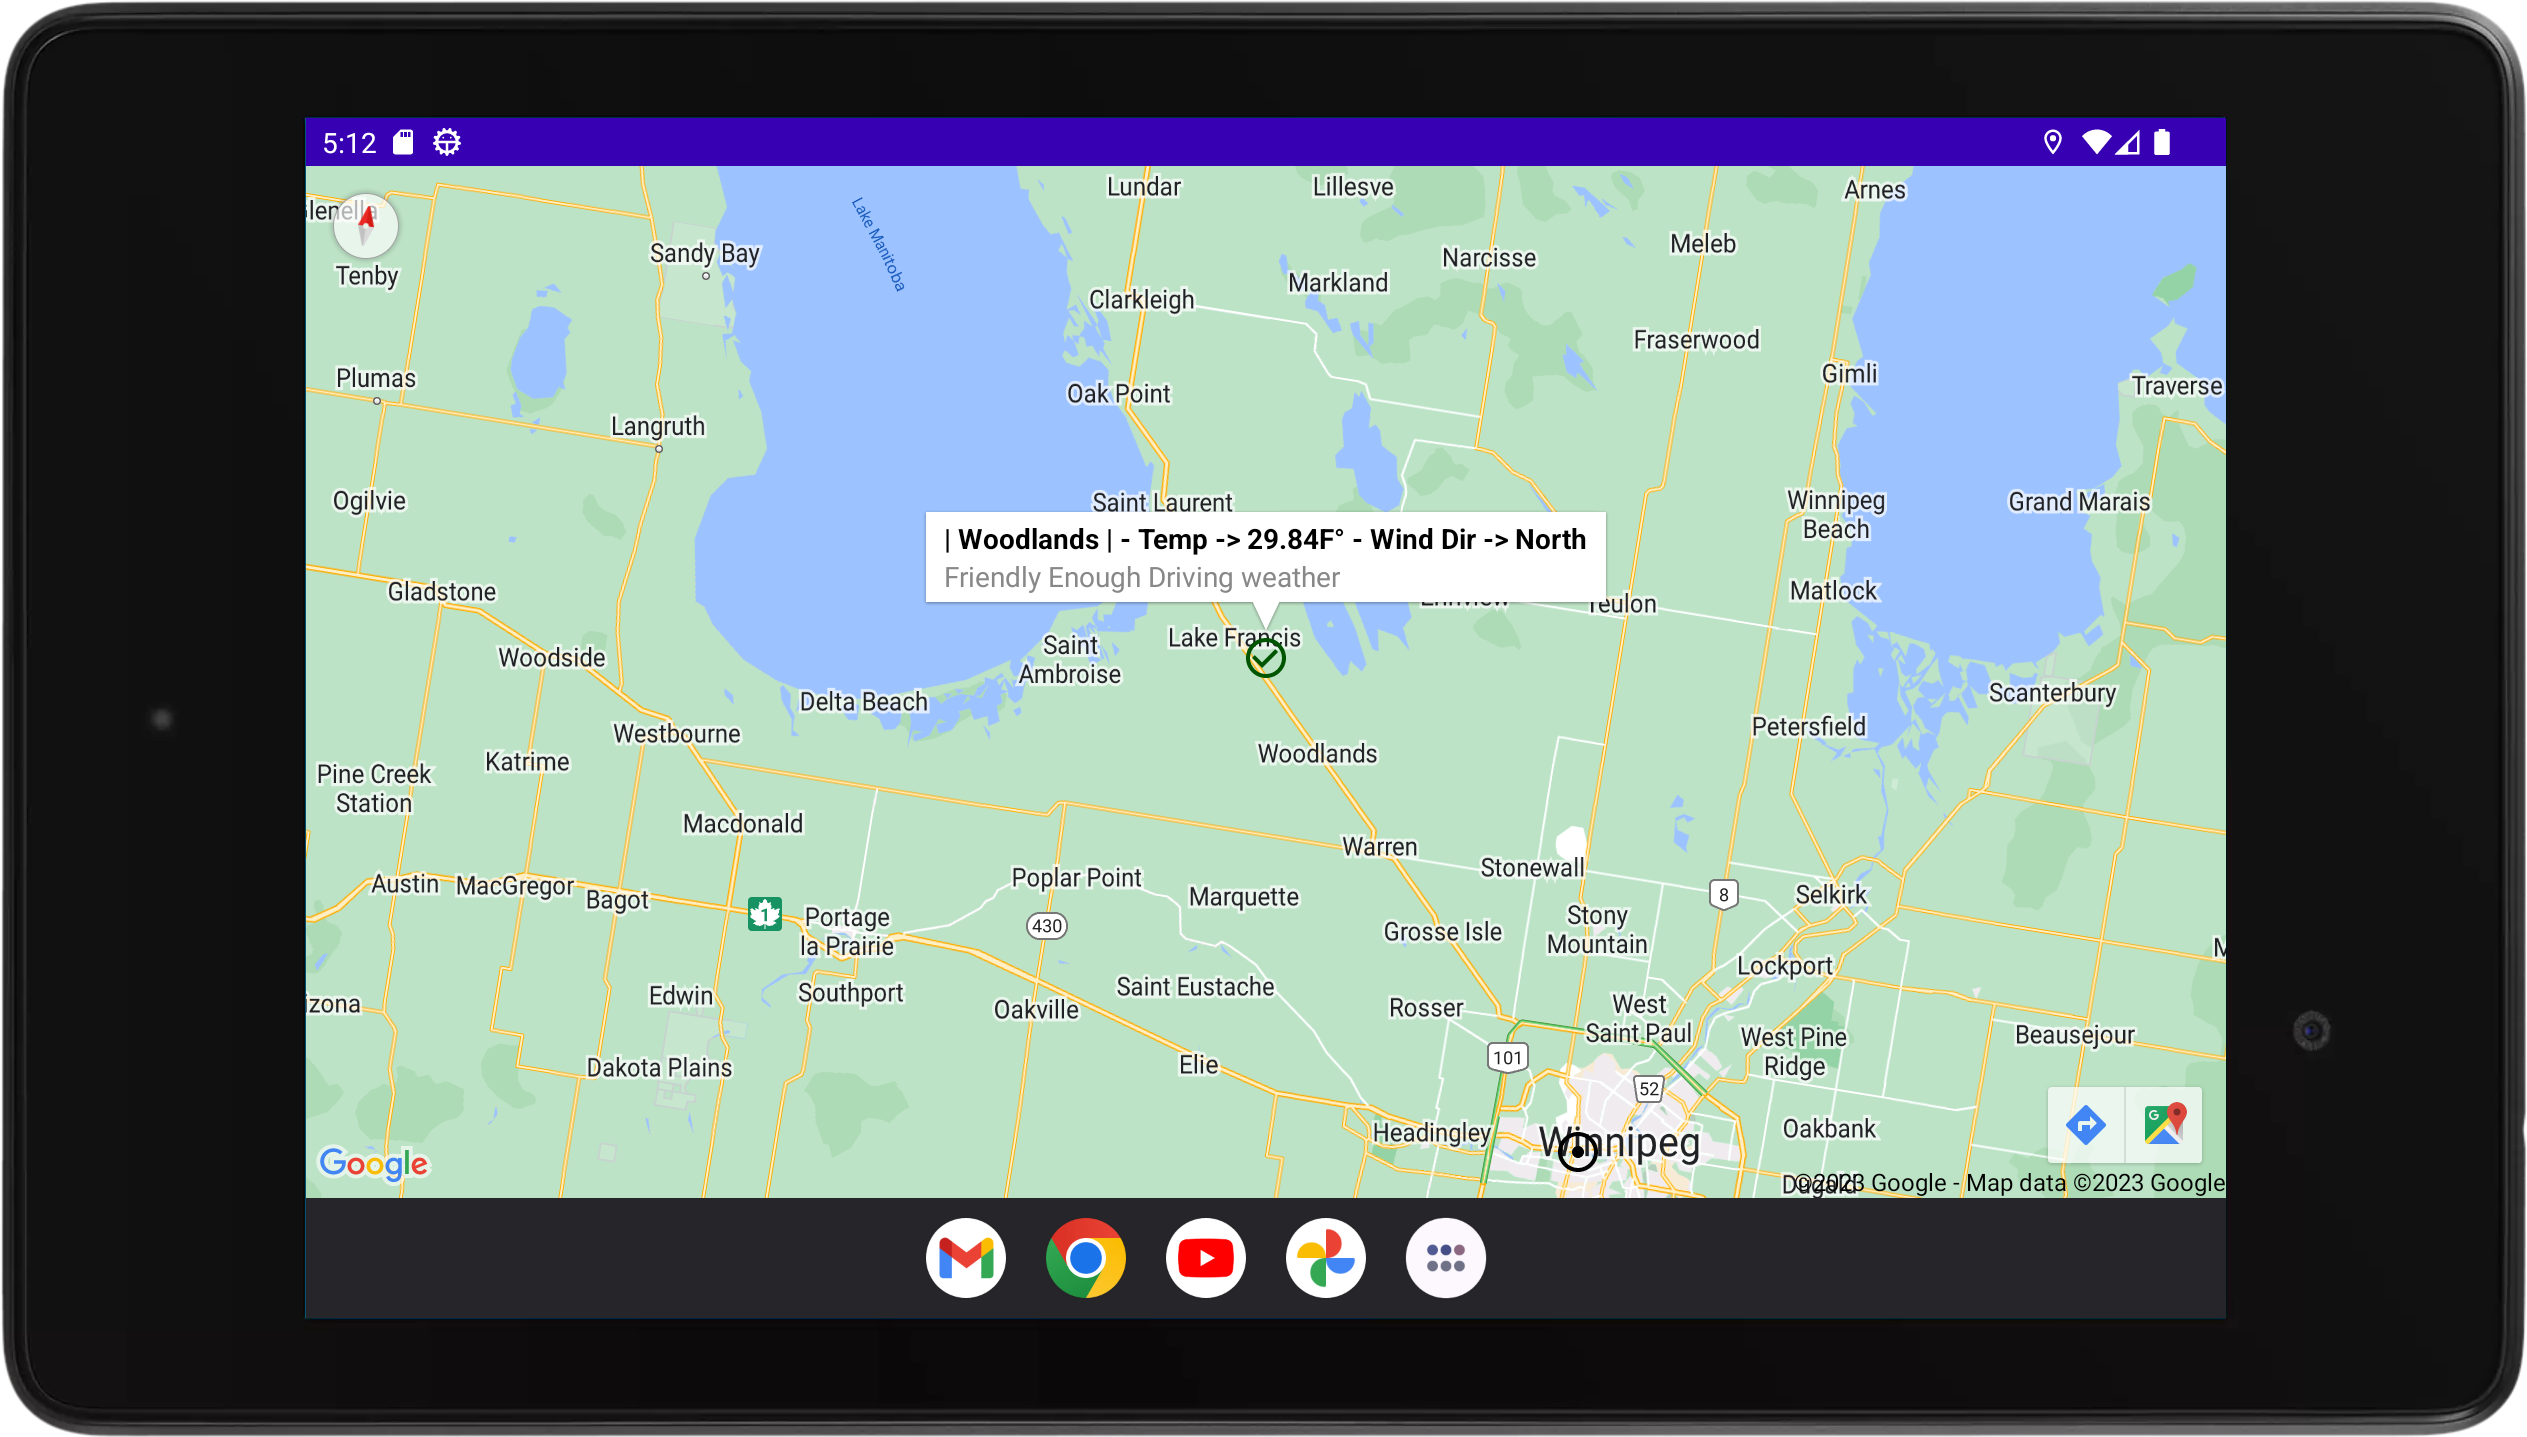 5:12
Lundar
Lillesve
Arnes
Glenella
Lake Manitoba
Sandy Bay
Meleb
Narcisse
Tenby
Markland
Clarkleigh
Fraserwood
Plumas
Gimli
Traverse
Oak Point
Langruth
Ogilvie
Saint Laurent
Winnipeg
Beach
Grand Marais
| Woodlands | - Temp -> 29.84F° - Wind Dir -> North
Friendly Enough Driving weather
Gladstone
Matlock
Teulon
Lake Francis
Saint
Ambroise
Woodside
Delta Beach
Scanterbury
Westbourne
Petersfield
Katrime
Woodlands
Pine Creek
Station
Macdonald
Warren
Stonewall
Austin
MacGregor
Bagot
Poplar Point
Marquette
8
Selkirk
1
Portage
la Prairie
430
Grosse Isle
Stony
Mountain
Lockport
M
Edwin
Southport
Saint Eustache
izona
Oakville
Rosser
West
Saint Paul
West Pine
Ridge
Beausejour
Dakota Plains
Elie
101
52
Headingley
Winnipeg
Oakbank
G
Google
Dugald
©2023 Google - Map data ©2023 Google